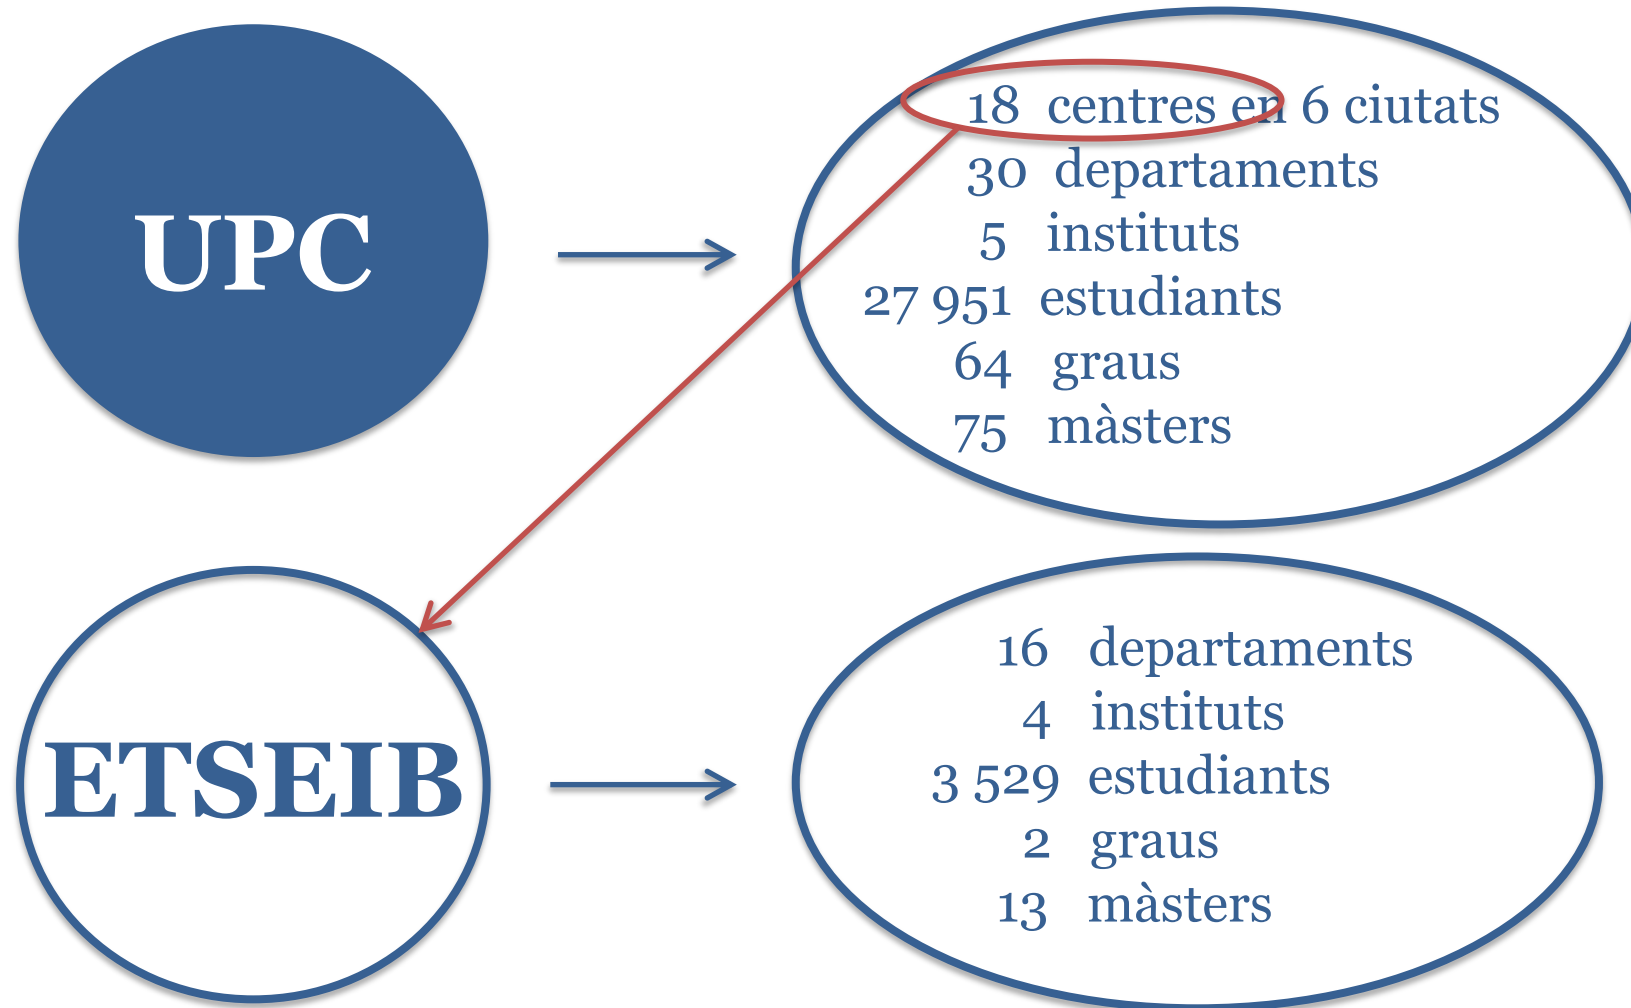 UPC
18 centres en 6 ciutats
30 departaments
5 instituts
27 951 estudiants
64 graus
75 màsters
ETSEIB
16 departaments
4 instituts
3 529 estudiants
2 graus
13 màsters